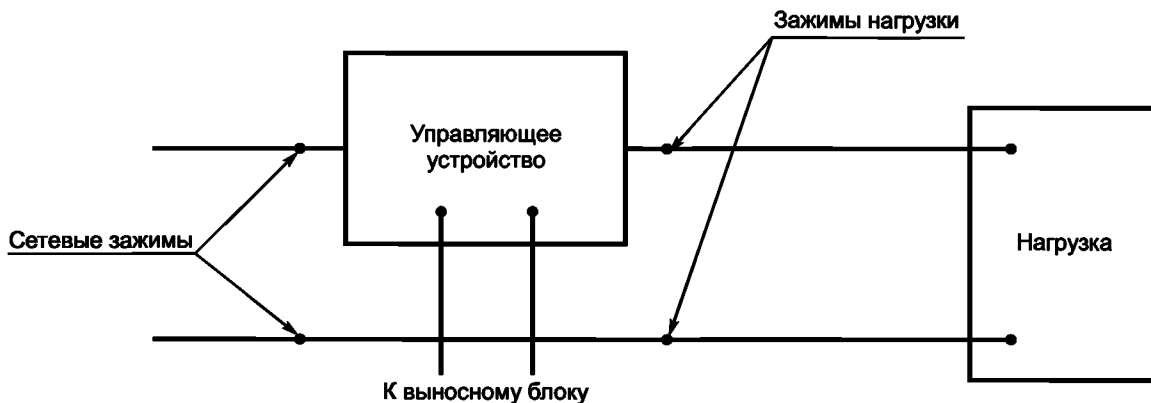 Зажимы нагрузки
Управляющее
устройство
Сетевые зажимы
Нагрузка
К выносному блоку